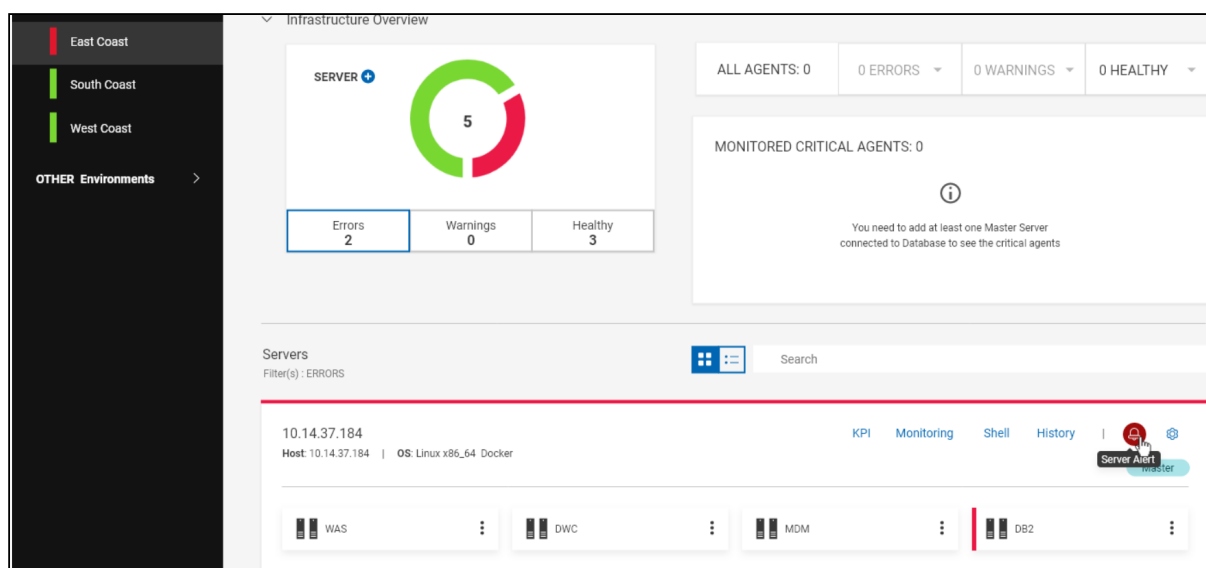 East Coast
South Coast
West Coast
OTHER Environments
Infrastructure Overview
SERVER
5
Errors
2
Warnings
0
Healthy
3
ALL AGENTS: 0
0 ERRORS
0 WARNINGS
0 HEALTHY
MONITORED CRITICAL AGENTS: 0
You need to add at least one Master Server
connected to Database to see the critical agents
Servers
Filter(s) : ERRORS
Search
10.14.37.184
Host: 10.14.37.184 | OS: Linux x86_64 Docker
KPI Monitoring Shell History |
Server Alert
Master
WAS
DWC
MDM
DB2